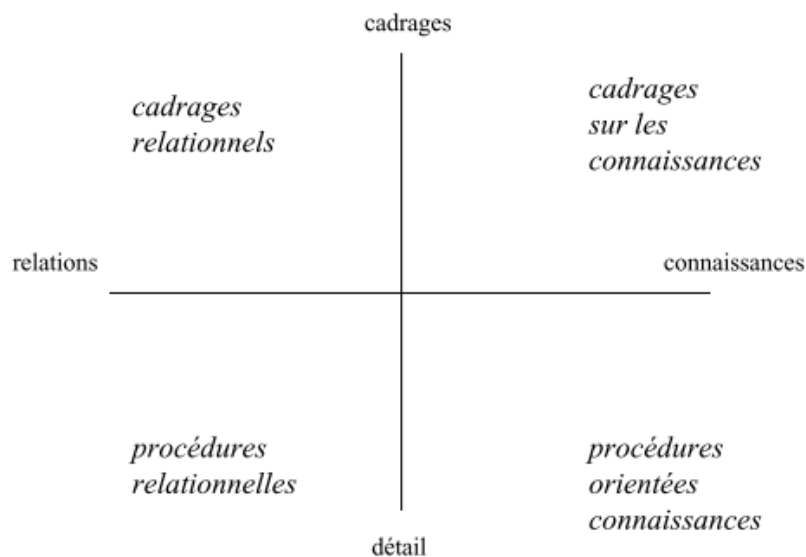 cadrages
cadrages
relationnels
cadrages
sur les
connaissances
relations
connaissances
procédures
relationnelles
procédures
orientées
connaissances
détail